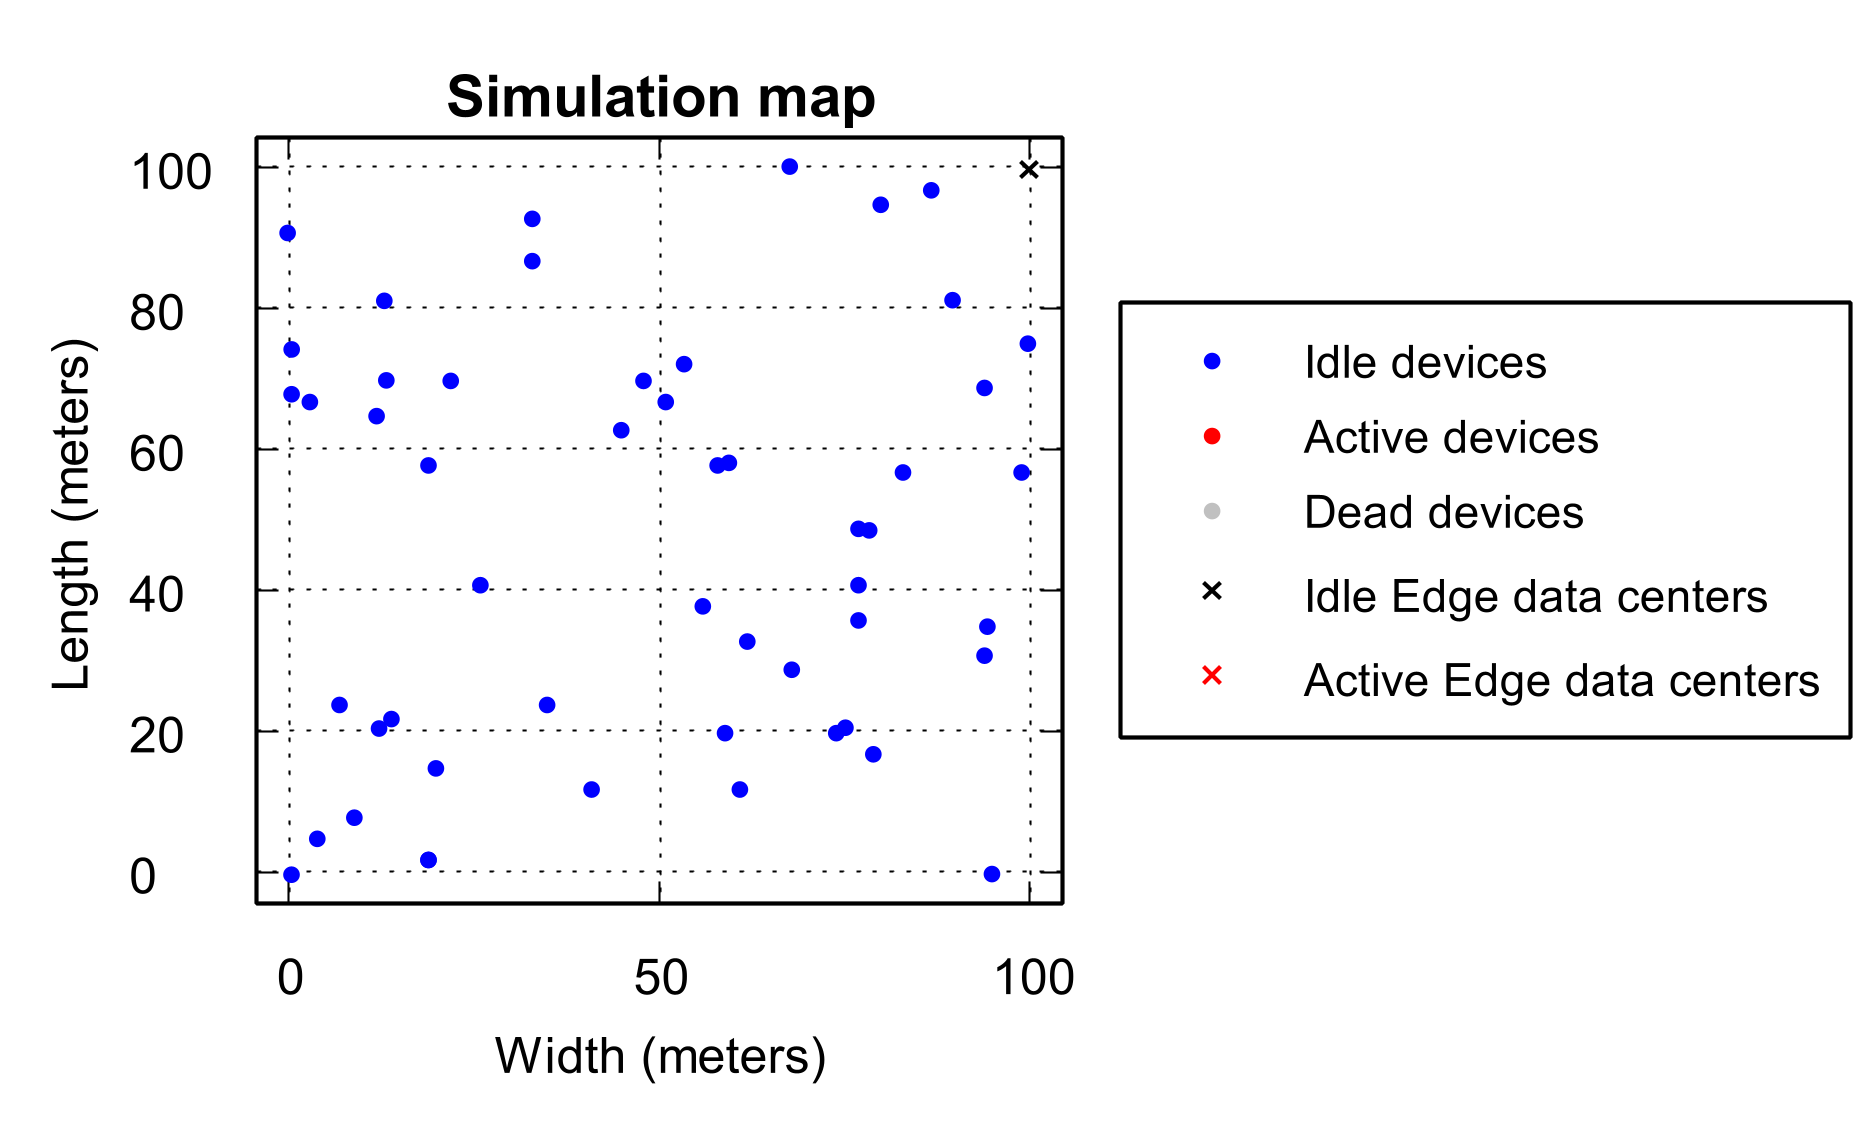 Simulation map
100
80
60
40
20
0
Length (meters)
0 50 100
Width (meters)
Idle devices
Active devices
Dead devices
Idle Edge data centers
Active Edge data centers